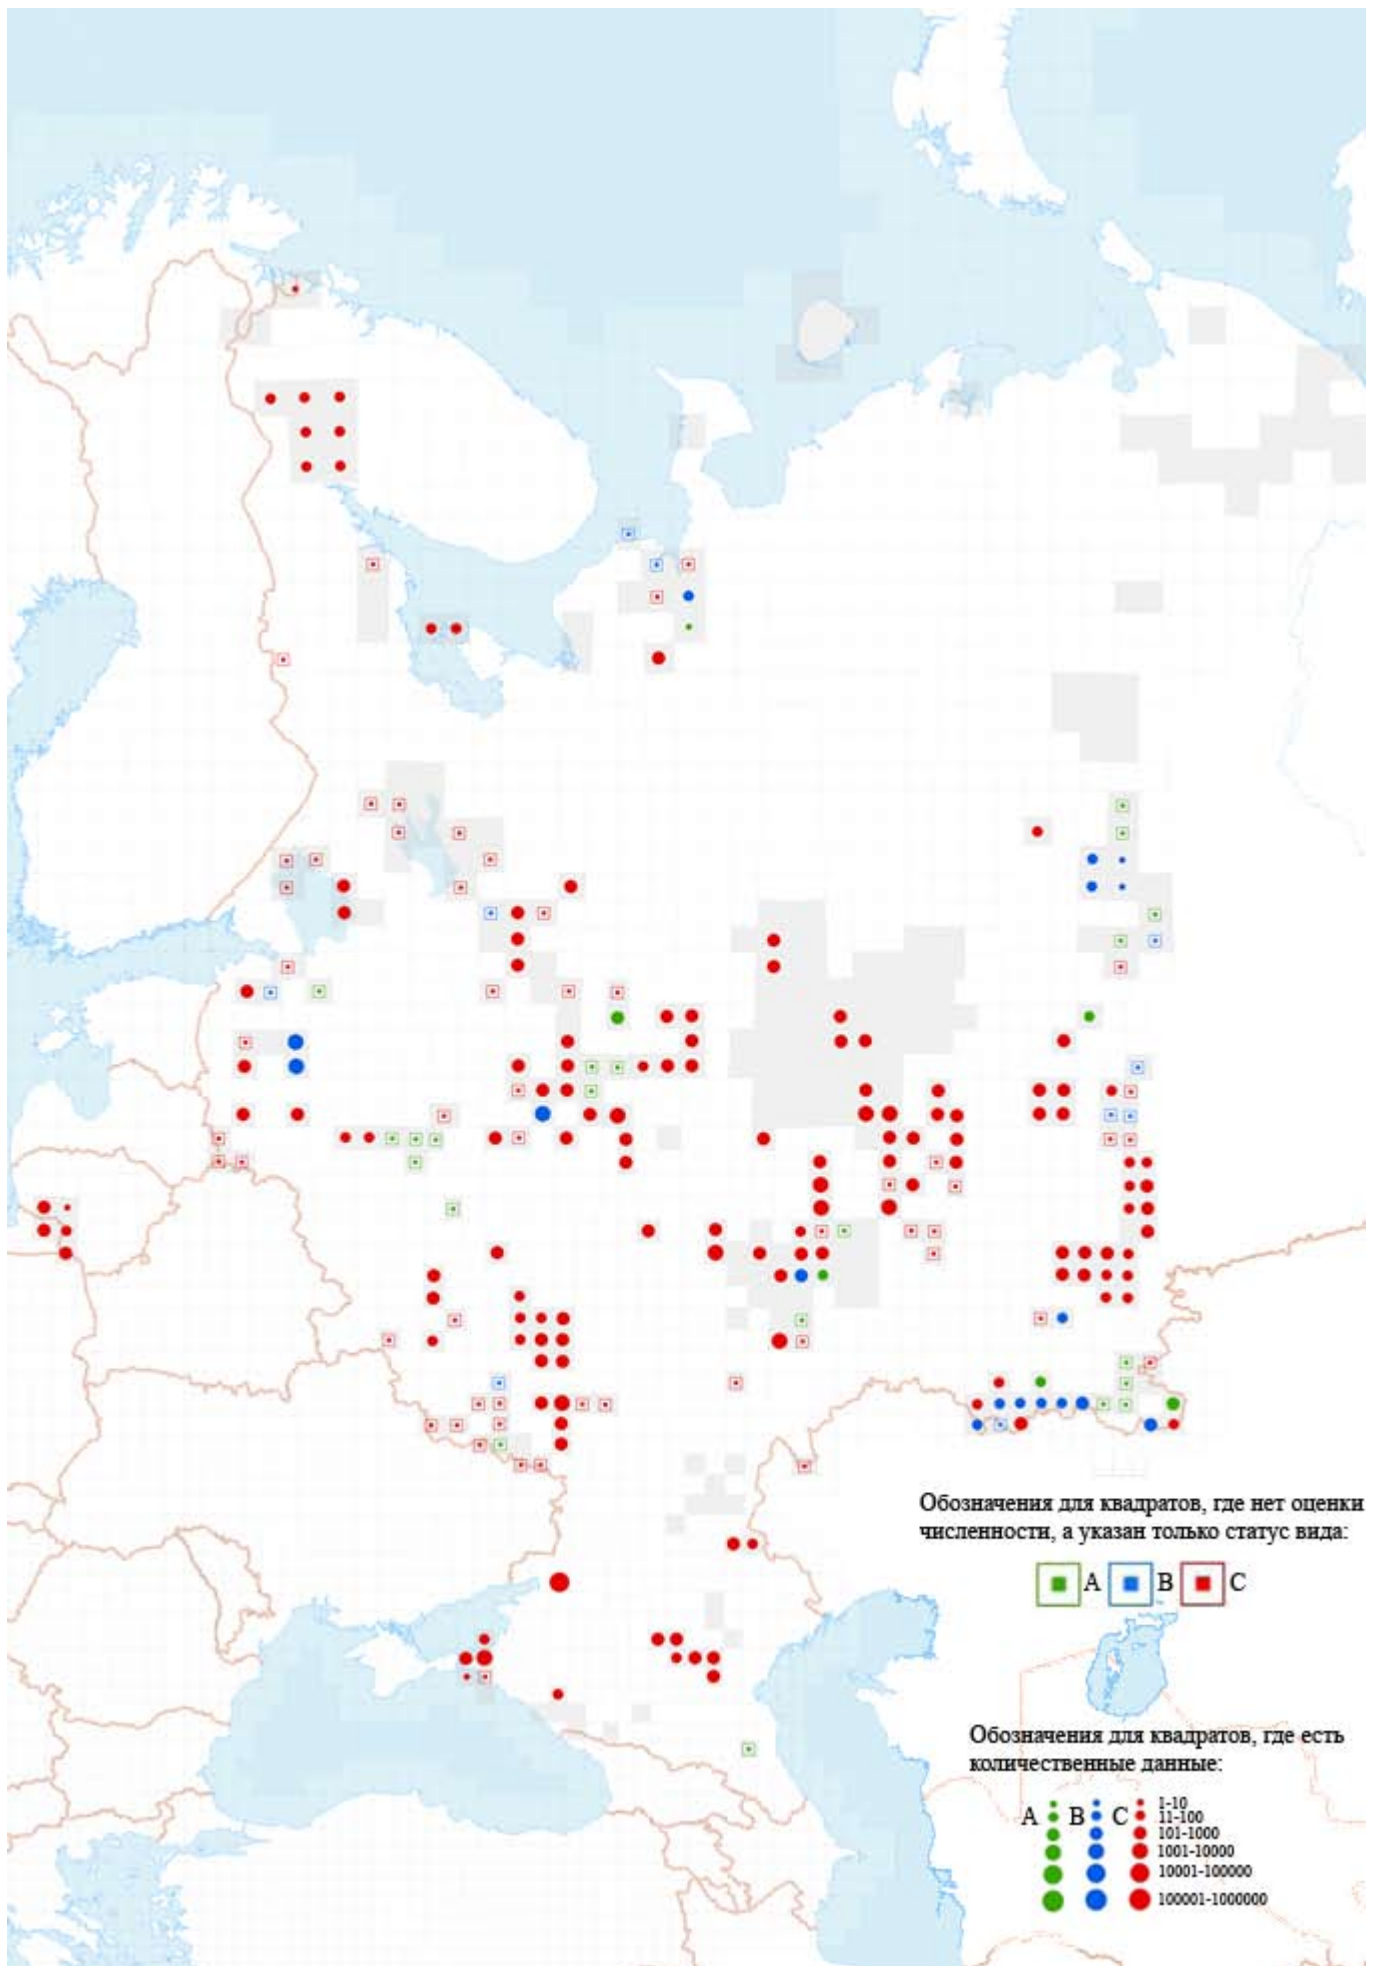 Обозначения для квадратов, где нет оценки
численности, а указан только статус вида:
A B C
Обозначения для квадратов, где есть
количественные данные:
A B C
1-10
11-100
101-1000
1001-10000
10001-100000
100001-1000000